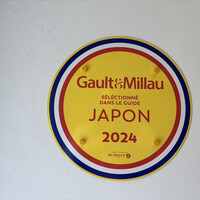 Gault&Millau
SÉLECTIONNÉ
DANS LE GUIDE
JAPON
2024